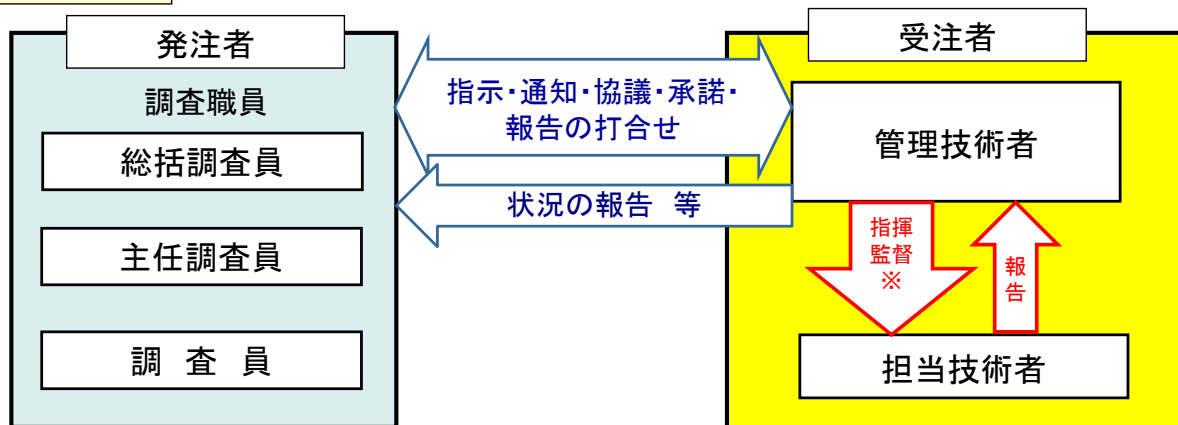 発注者
調査職員
総括調査員
主任調査員
調 査 員
指示・通知・協議・承諾・
報告の打合せ
状況の報告 等
受注者
管理技術者
指揮
監督
※
報
告
担当技術者